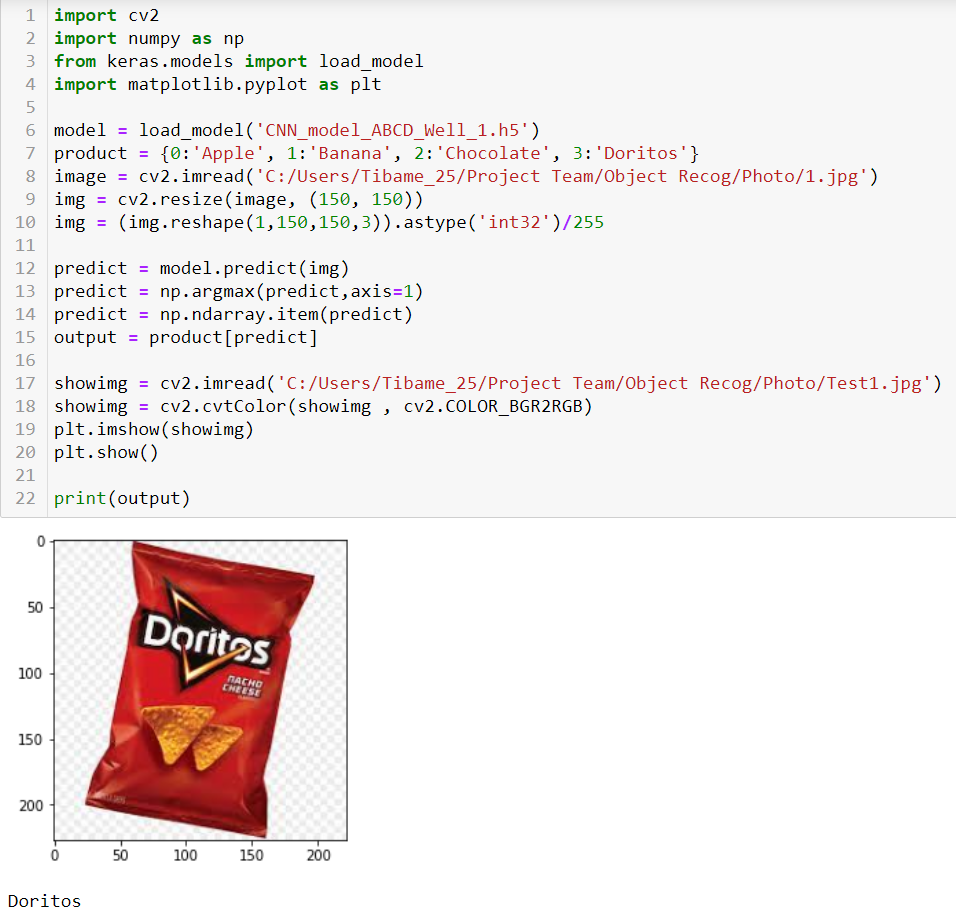 1 import cv2
2 import numpy as np
3 from keras.models import load_model
4 import matplotlib.pyplot as plt
5
6 model = load_model('CNN_model_ABCD_Well_1.h5')
7 product = {0:'Apple', 1:'Banana', 2:'Chocolate', 3:'Doritos'}
8 image = cv2.imread('C:/Users/Tibame_25/Project Team/Object Recog/Photo/1.jpg')
9 img = cv2.resize(image, (150, 150))
10 img = (img.reshape(1,150,150,3)).astype('int32')/255
11
12 predict = model.predict(img)
13 predict = np.argmax(predict,axis=1)
14 predict = np.ndarray.item(predict)
15 output = product[predict]
16
17 showimg = cv2.imread('C:/Users/Tibame_25/Project Team/Object Recog/Photo/Test1.jpg')
18 showimg = cv2.cvtColor(showimg , cv2.COLOR_BGR2RGB)
19 plt.imshow(showimg)
20 plt.show()
21
22 print(output)
0
50
100
150
200
Doritos
NACHO
CHEESE
0 50 100 150 200
Doritos